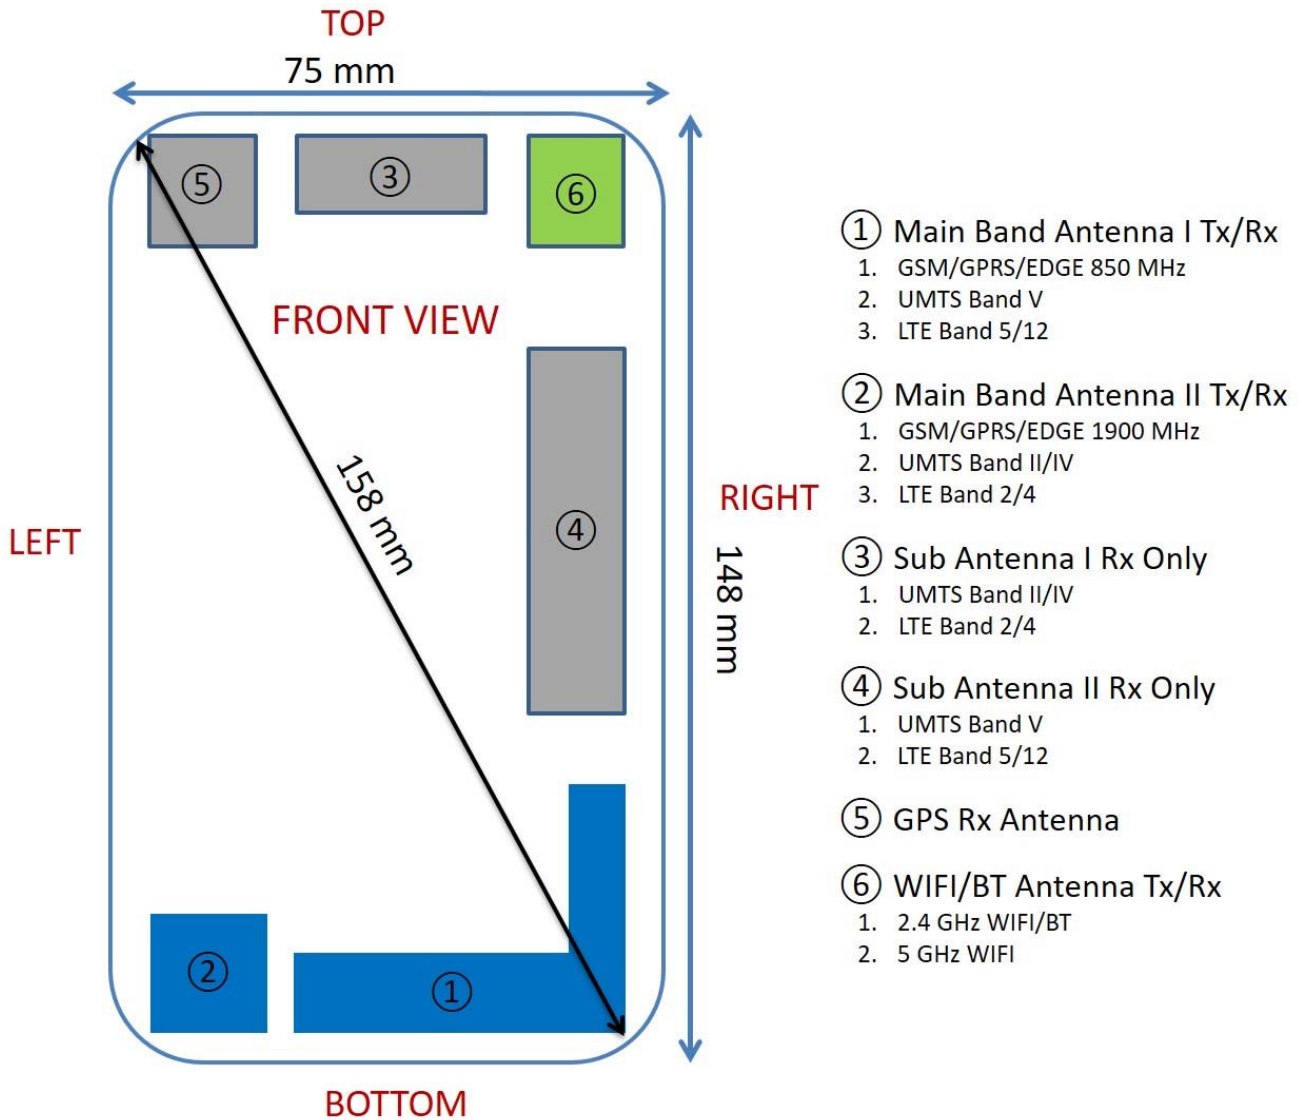 TOP
75 mm
⑤
③
⑥
FRONT VIEW
158 mm
④
LEFT
RIGHT
148 mm
②
①
BOTTOM
① Main Band Antenna I Tx/Rx
1. GSM/GPRS/EDGE 850 MHz
2. UMTS Band V
3. LTE Band 5/12
② Main Band Antenna II Tx/Rx
1. GSM/GPRS/EDGE 1900 MHz
2. UMTS Band II/IV
3. LTE Band 2/4
③ Sub Antenna I Rx Only
1. UMTS Band II/IV
2. LTE Band 2/4
④ Sub Antenna II Rx Only
1. UMTS Band V
2. LTE Band 5/12
⑤ GPS Rx Antenna
⑥ WIFI/BT Antenna Tx/Rx
1. 2.4 GHz WIFI/BT
2. 5 GHz WIFI